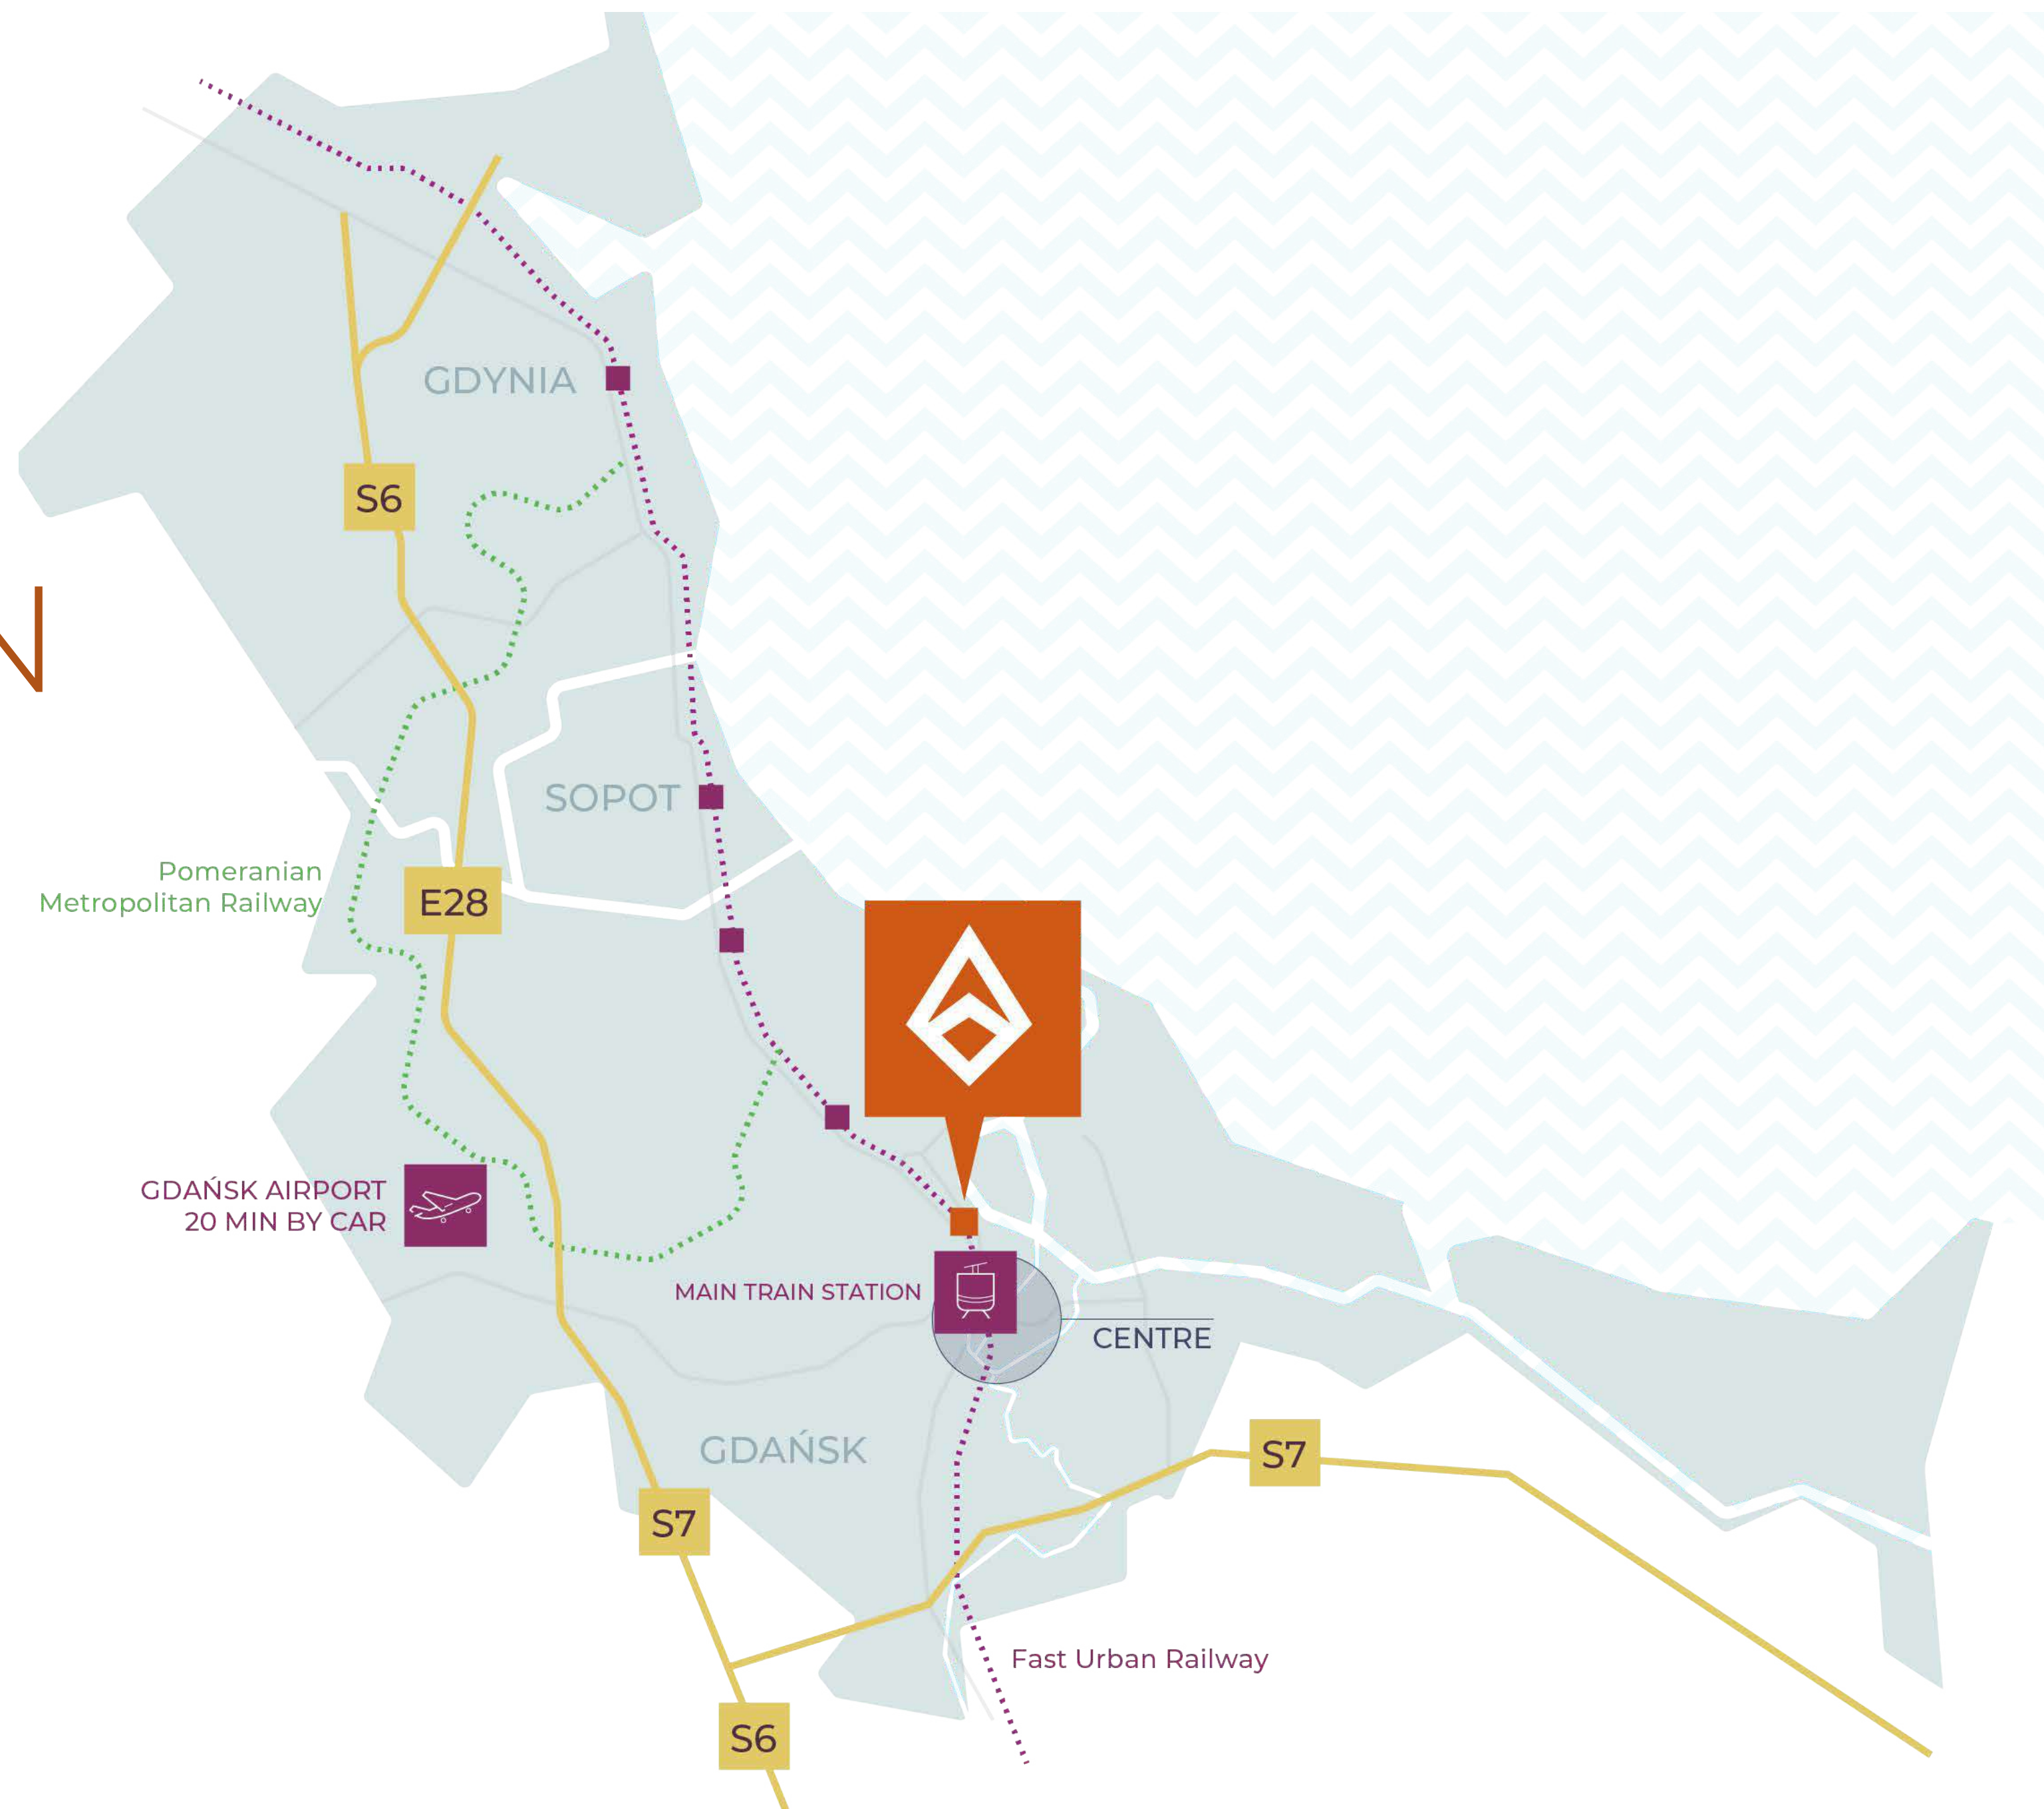 GDYNIA
S6
N
SOPOT
Pomeranian
Metropolitan Railway
E28
GDAŃSK AIRPORT
20 MIN BY CAR
MAIN TRAIN STATION
CENTRE
GDAŃSK
S7
S7
Fast Urban Railway
S6